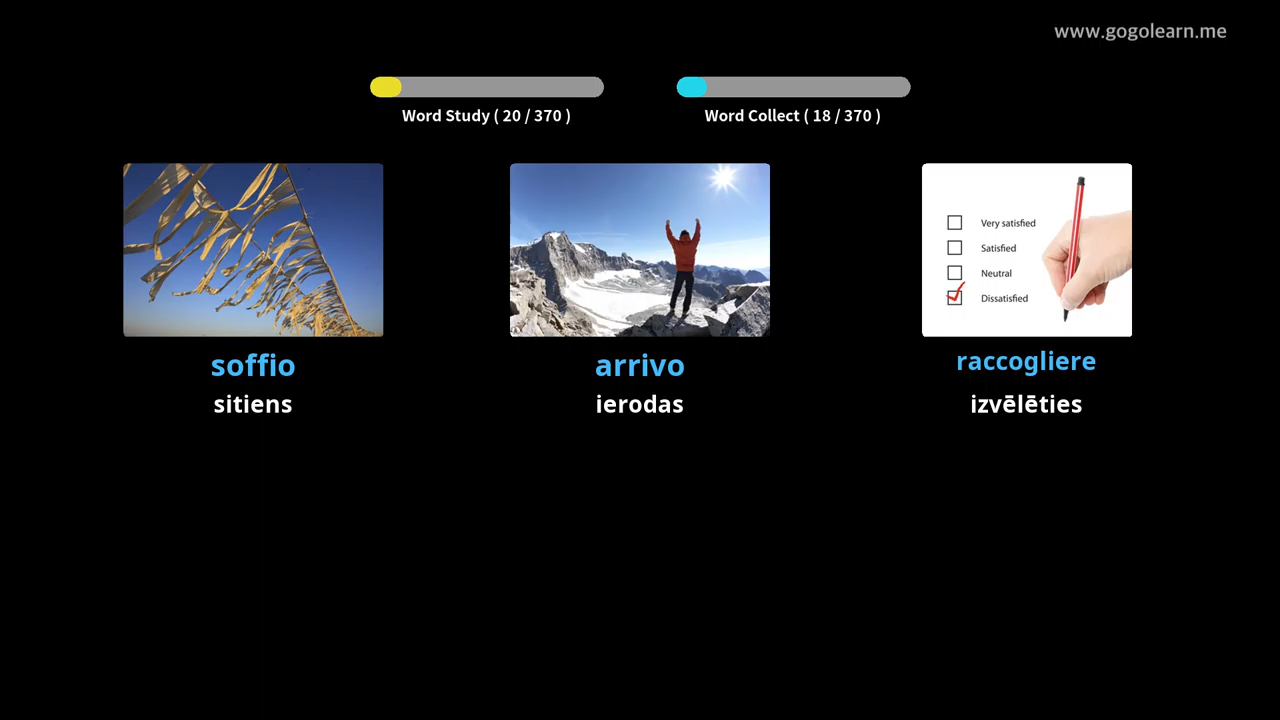 www.gogolearn.me
Word Study ( 20 / 370 )
Word Collect ( 18 / 370 )
Very satisfied
Satisfied
Neutral
Dissatisfied
soffio
arrivo
raccogliere
sitiens
ierodas
izvēlēties